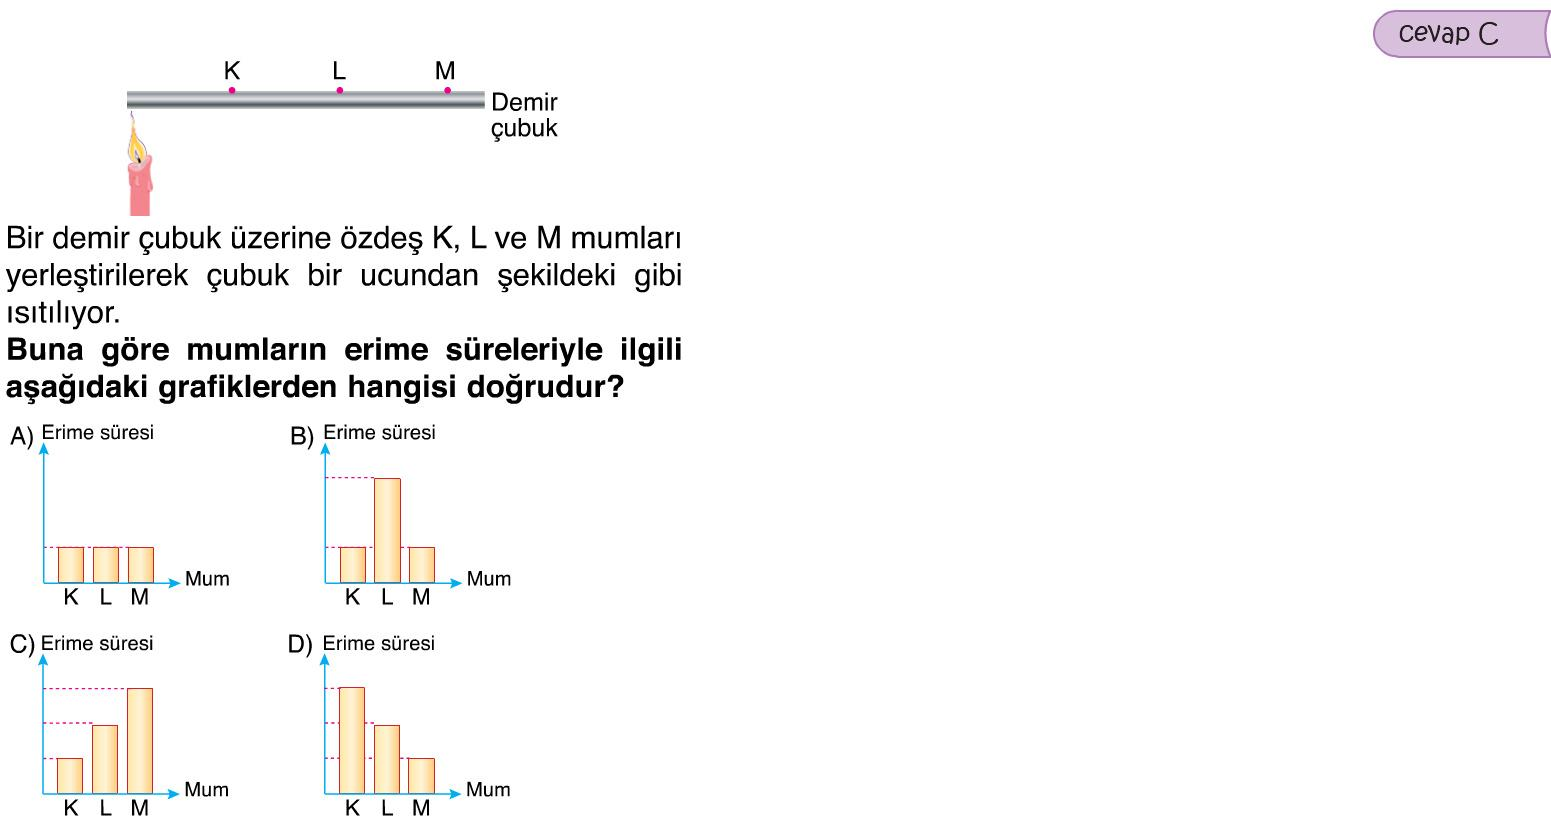 cevap C
K L M
Demir
çubuk
Bir demir çubuk üzerine özdeş K, L ve M mumları
yerleştirilerek çubuk bir ucundan şekildeki gibi
ısıtılıyor.
Buna göre mumların erime süreleriyle ilgili
aşağıdaki grafiklerden hangisi doğrudur?
A) Erime süresi
Mum
K L M
B) Erime süresi
Mum
K L M
C) Erime süresi
Mum
K L M
D) Erime süresi
Mum
K L M